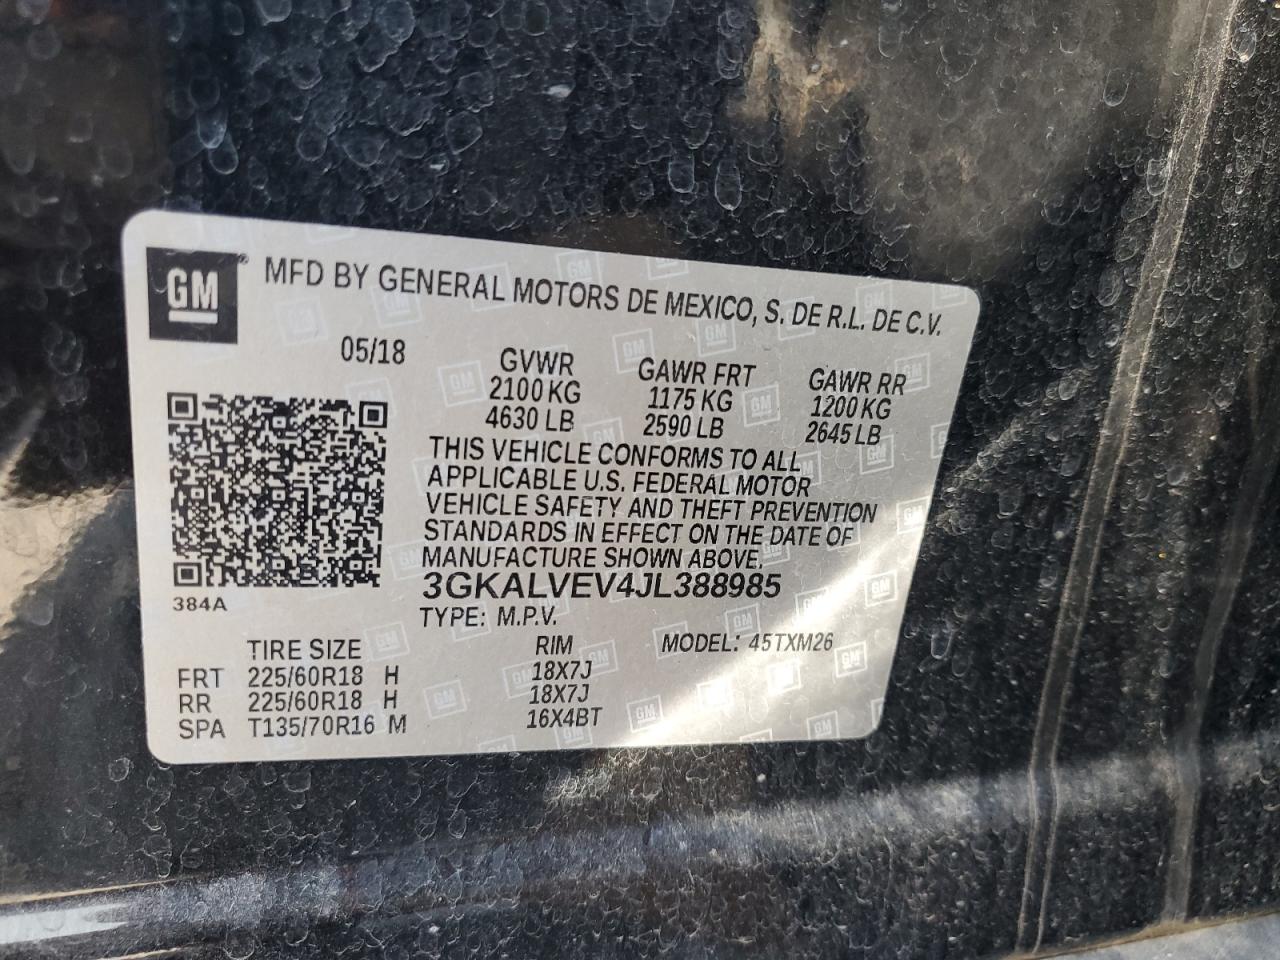 GM
MFD BY GENERAL MOTORS DE MEXICO, S. DE R.L. DE C.V.
05/18
GVWR GAWR FRT GAWR RR
2100 KG 1175 KG 1200 KG
4630 LB 2590 LB 2645 LB
THIS VEHICLE CONFORMS TO ALL
APPLICABLE U.S. FEDERAL MOTOR
VEHICLE SAFETY AND THEFT PREVENTION
STANDARDS IN EFFECT ON THE DATE OF
MANUFACTURE SHOWN ABOVE.
3GKALVEV4JL388985
384A
TYPE: M.P.V.
TIRE SIZE RIM MODEL: 45TXM26
FRT 225/60R18 H 18X7J
RR 225/60R18 H 18X7J
SPA T135/70R16 M 16X4BT